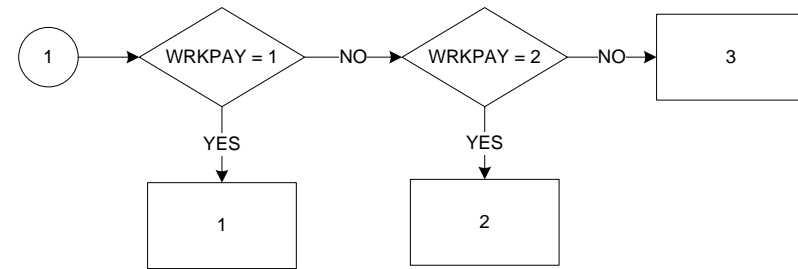 1
WRKPAY = 1
NO
WRKPAY = 2
NO
3
YES
YES
1
2